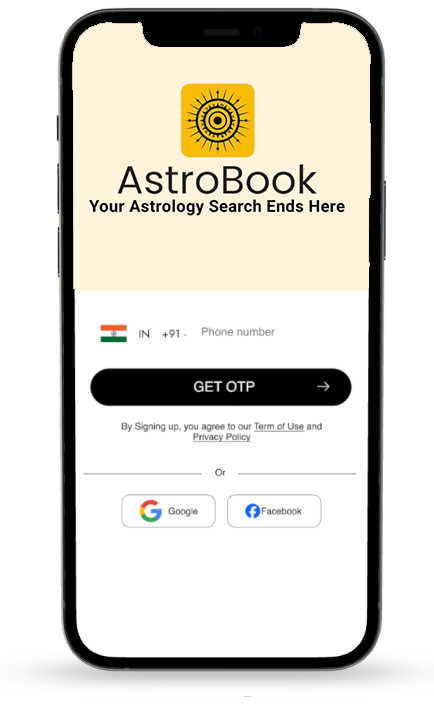 AstroBook
Your Astrology Search Ends Here
IN +91 - Phone number
GET OTP →
By Signing up, you agree to our Term of Use and
Privacy Policy
Or
Google Facebook